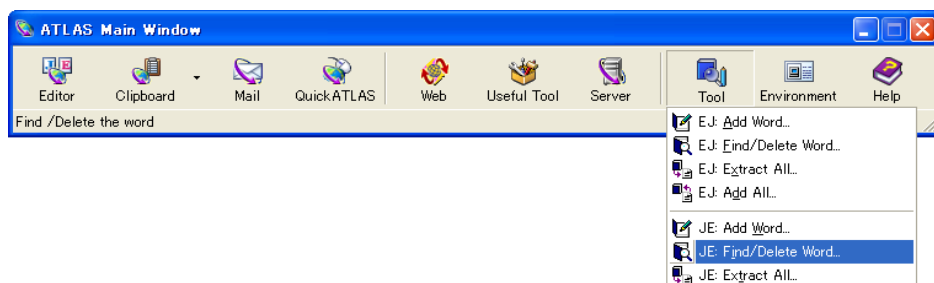 ATLAS Main Window
Editor Clipboard Mail QuickATLAS Web Useful Tool Server Tool Environment Help
Find /Delete the word
EJ: Add Word...
EJ: Find/Delete Word...
EJ: Extract All...
EJ: Add All...
JE: Add Word...
JE: Find/Delete Word...
JE: Extract All...